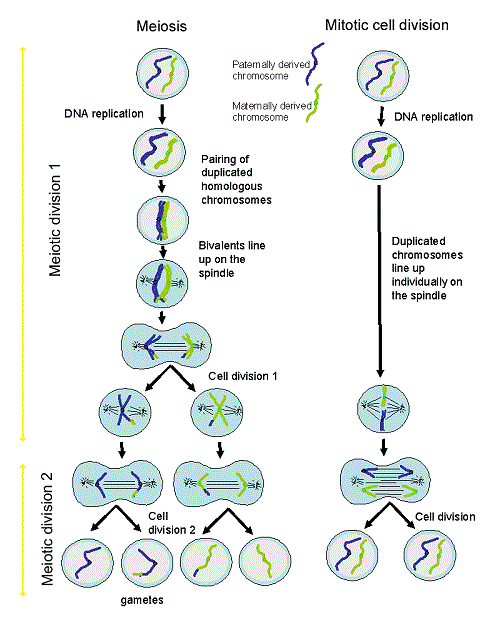 Meiosis
Mitotic cell division
Paternally derived
chromosome
Maternally derived
chromosome
DNA replication
DNA replication
Pairing of
duplicated
homologous
chromosomes
Bivalents line
up on the
spindle
Duplicated
chromosomes
line up
individually on
the spindle
Meiotic division 1
Cell division 1
Meiotic division 2
Cell
division 2
Cell division
gametes